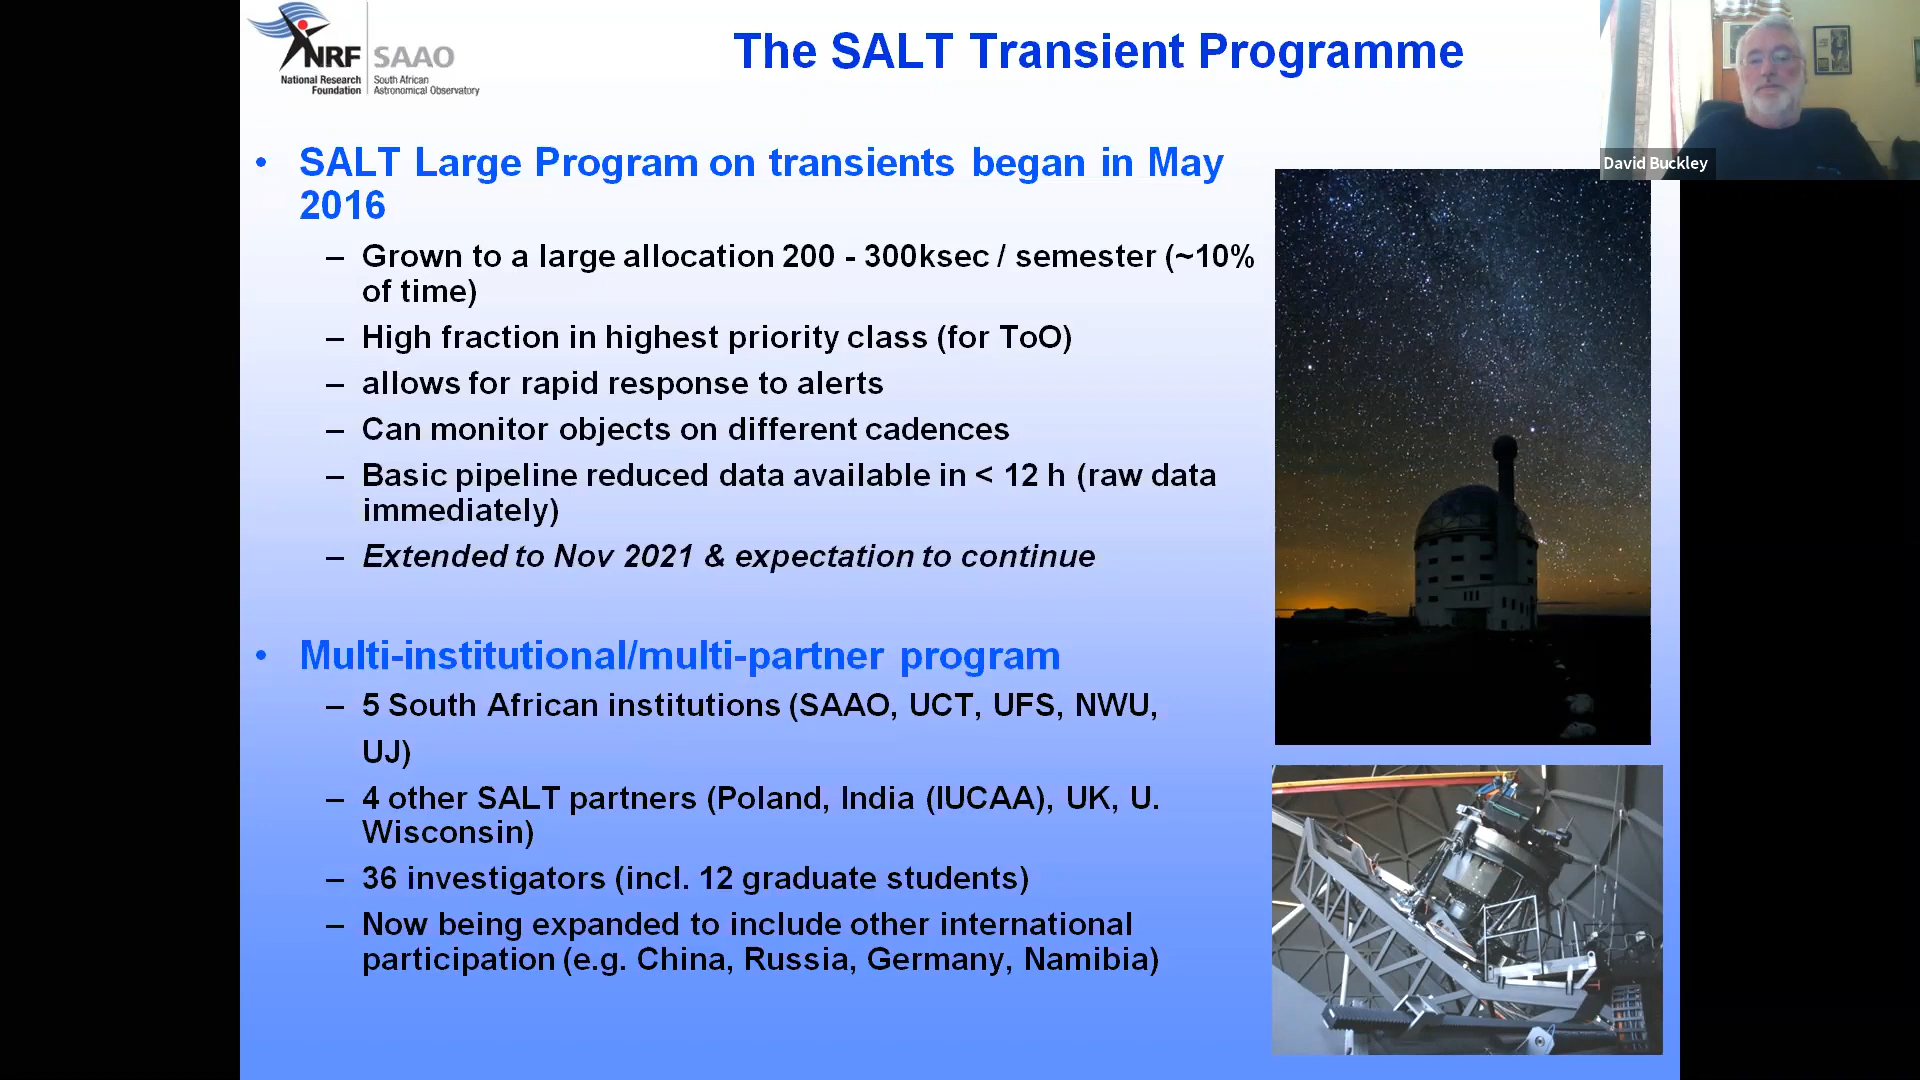 NRF SAAO
National Research South African
Foundation Astronomical Observatory
The SALT Transient Programme
David Buckley
• SALT Large Program on transients began in May
2016
– Grown to a large allocation 200 - 300ksec / semester (~10%
of time)
– High fraction in highest priority class (for ToO)
– allows for rapid response to alerts
– Can monitor objects on different cadences
– Basic pipeline reduced data available in < 12 h (raw data
immediately)
– Extended to Nov 2021 & expectation to continue
• Multi-institutional/multi-partner program
– 5 South African institutions (SAAO, UCT, UFS, NWU,
UJ)
– 4 other SALT partners (Poland, India (IUCAA), UK, U.
Wisconsin)
– 36 investigators (incl. 12 graduate students)
– Now being expanded to include other international
participation (e.g. China, Russia, Germany, Namibia)